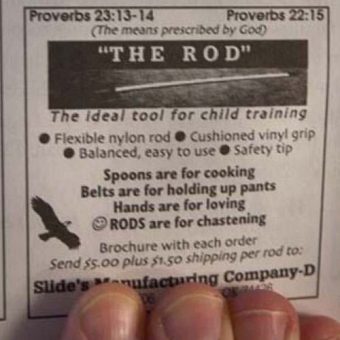 Proverbs 23:13-14 Proverbs 22:15
(The means prescribed by God)
"THE ROD"
The ideal tool for child training
● Flexible nylon rod ● Cushioned vinyl grip
● Balanced, easy to use ● Safety tip
Spoons are for cooking
Belts are for holding up pants
Hands are for loving
☺ RODS are for chastening
Brochure with each order
Send $5.00 plus $1.50 shipping per rod to:
Slide's Manufacturing Company-D